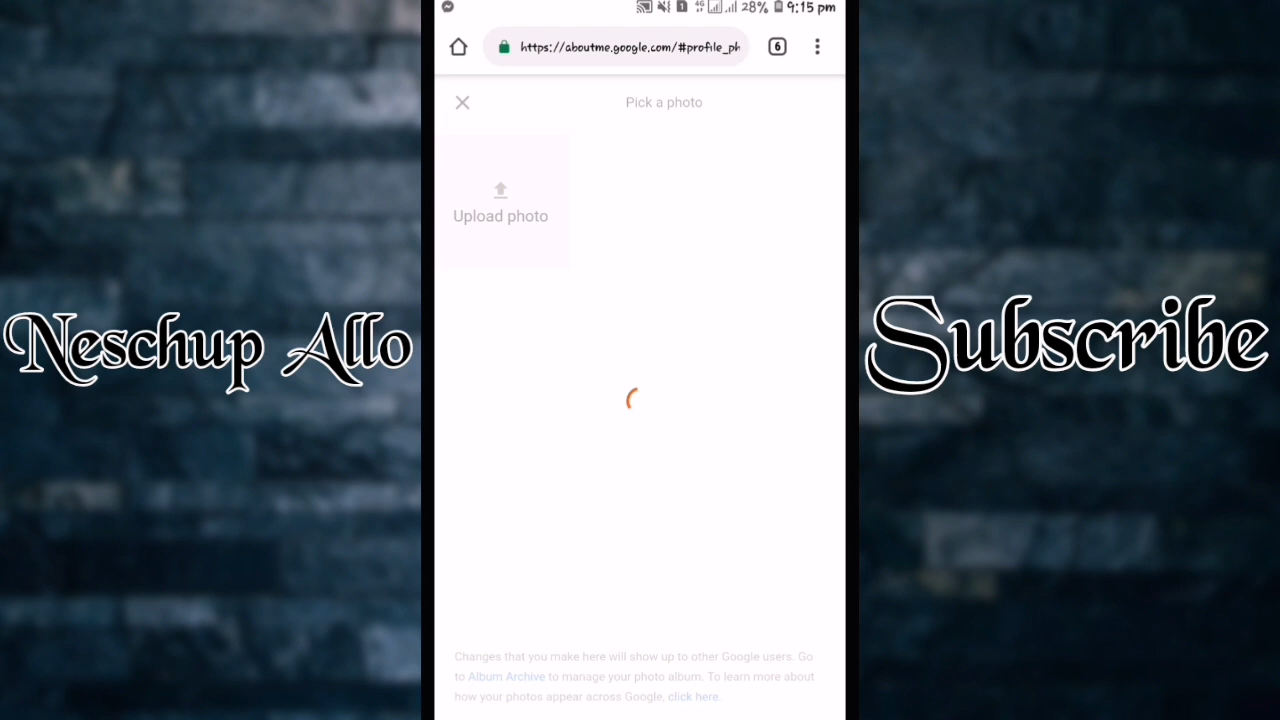 28% 9:15 pm
https://aboutme.google.com/#profile_ph
6
Pick a photo
Upload photo
Neschup Allo
Subscribe
Changes that you make here will show up to other Google users. Go
to Album Archive to manage your photo album. To learn more about
how your photos appear across Google, click here.